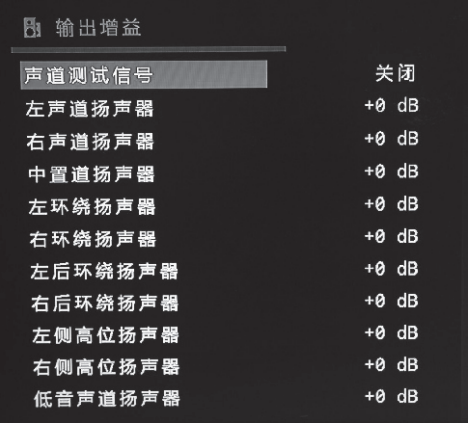 输出增益
声道测试信号 关闭
左声道扬声器 +0 dB
右声道扬声器 +0 dB
中置道扬声器 +0 dB
左环绕扬声器 +0 dB
右环绕扬声器 +0 dB
左后环绕扬声器 +0 dB
右后环绕扬声器 +0 dB
左侧高位扬声器 +0 dB
右侧高位扬声器 +0 dB
低音声道扬声器 +0 dB